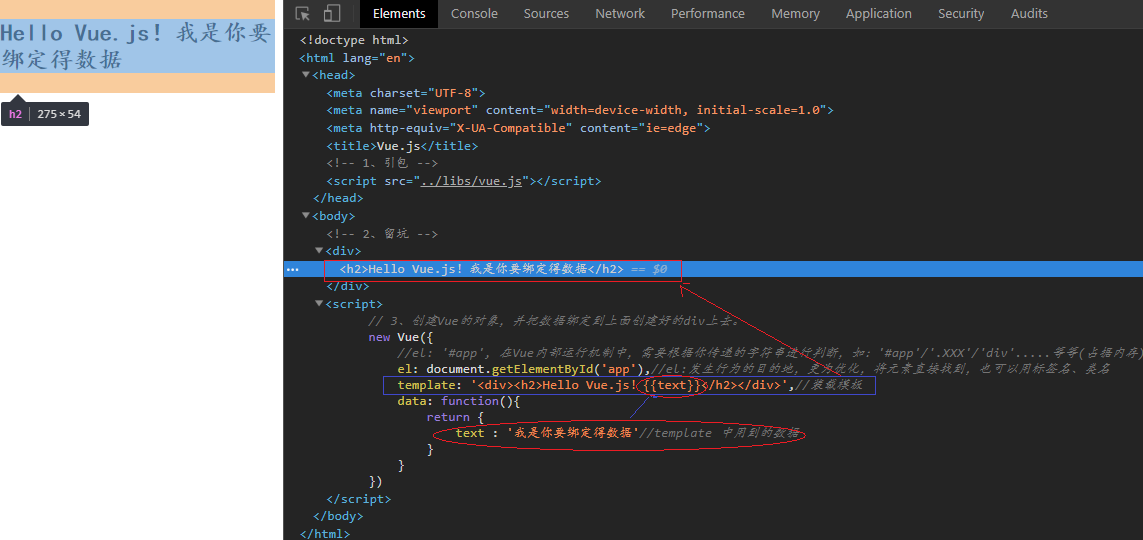 Elements Console Sources Network Performance Memory Application Security Audits
Hello Vue.js! 我是你要
绑定得数据
h2 275×54
<!doctype html>
<html lang="en">
<head>
<meta charset="UTF-8">
<meta name="viewport" content="width=device-width, initial-scale=1.0">
<meta http-equiv="X-UA-Compatible" content="ie=edge">
<title>Vue.js</title>
<!-- 1、引包 -->
<script src="../libs/vue.js"></script>
</head>
<body>
<!-- 2、留坑 -->
<div>
<h2>Hello Vue.js! 我是你要绑定得数据</h2> == $0
</div>
<script>
// 3、创建Vue的对象, 并把数据绑定到上面创建好的div上去。
new Vue({
//el: '#app', 在Vue内部运行机制中, 需要根据你传递的字符串进行判断, 如: '#app'/'.XXX'/'div'.....等等(占据内存)
el: document.getElementById('app'),//el:发生行为的目的地, 更为优化, 将元素直接找到, 也可以用标签名、类名
template: '<div><h2>Hello Vue.js! {{text}}</h2></div>',//装载模板
data: function(){
return {
text : '我是你要绑定得数据'//template 中用到的数据
}
}
})
</script>
</body>
</html>